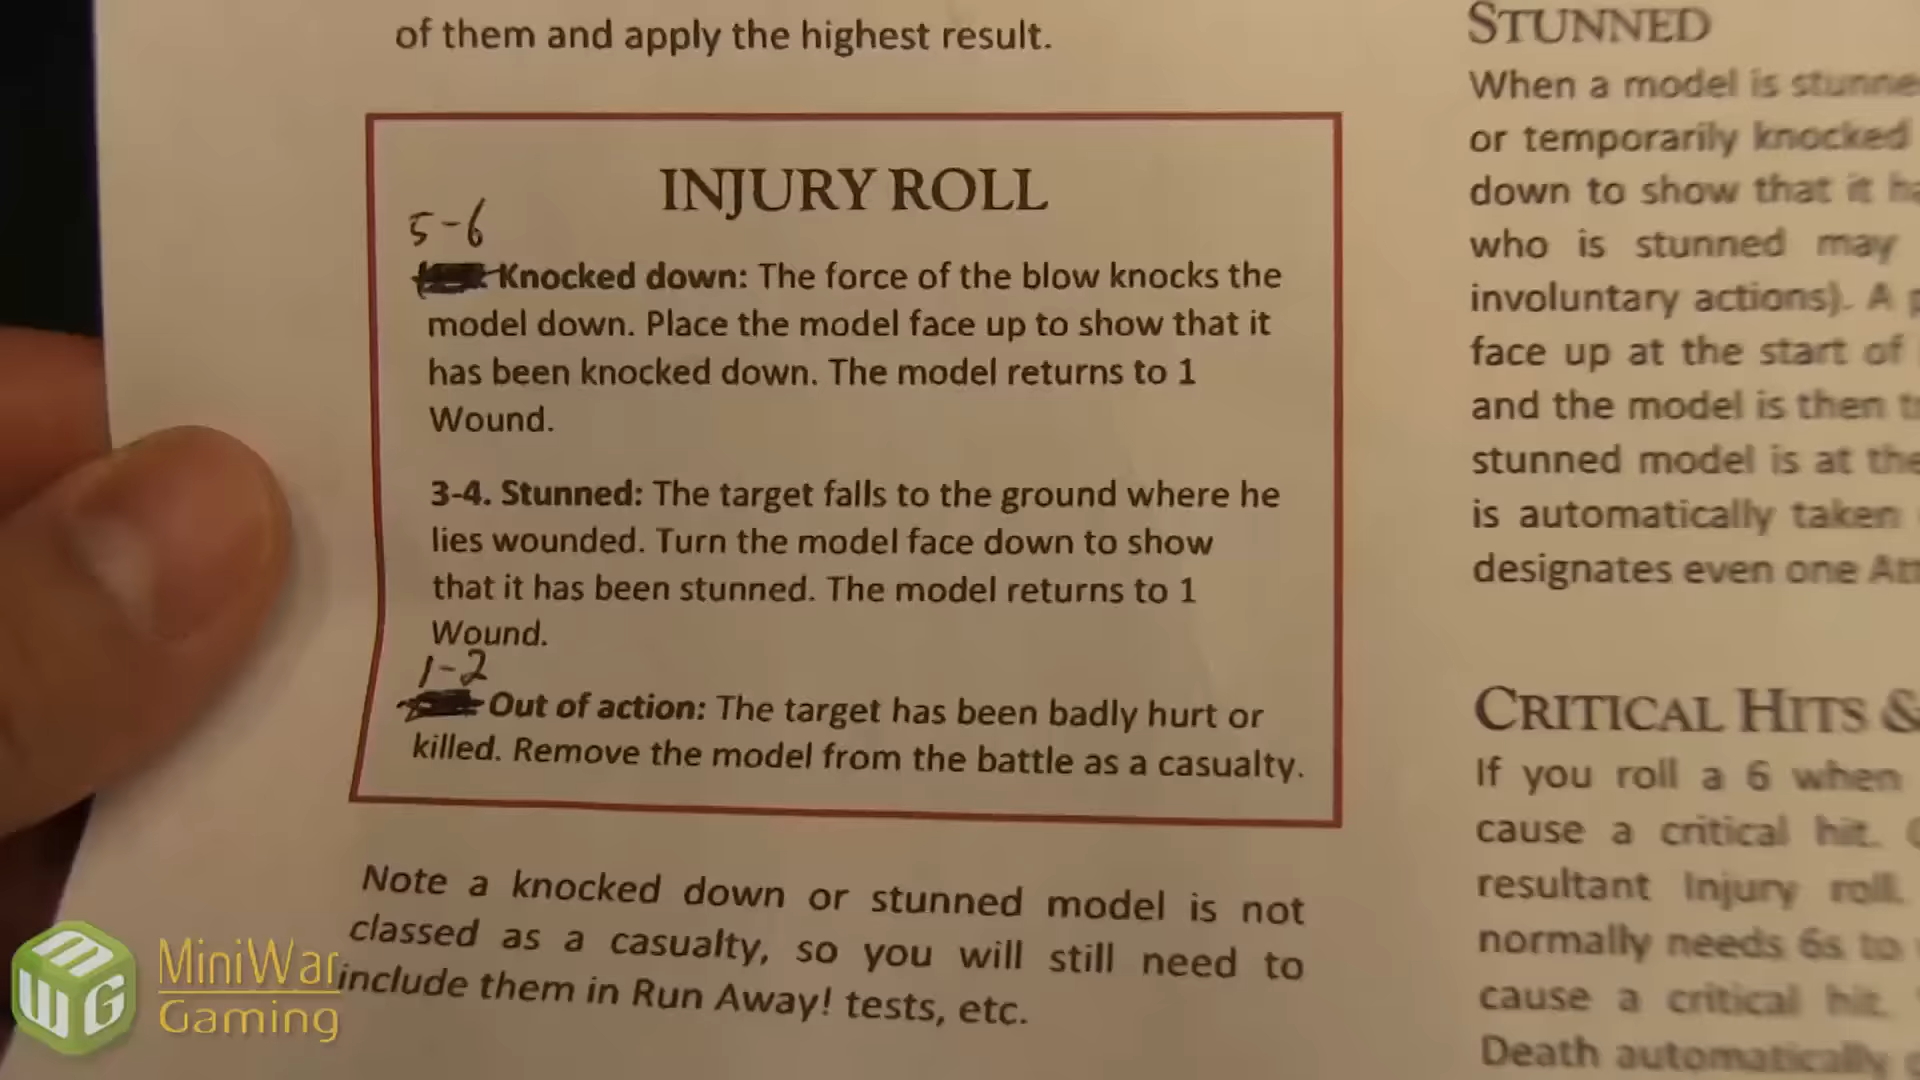 of them and apply the highest result.
INJURY ROLL
5-6
Knocked down: The force of the blow knocks the
model down. Place the model face up to show that it
has been knocked down. The model returns to 1
Wound.
3-4. Stunned: The target falls to the ground where he
lies wounded. Turn the model face down to show
that it has been stunned. The model returns to 1
Wound.
1-2
Out of action: The target has been badly hurt or
killed. Remove the model from the battle as a casualty.
Note a knocked down or stunned model is not
classed as a casualty, so you will still need to
include them in Run Away! tests, etc.
STUNNED
When a model is
or temporarily knocked
down to show that it
who is stunned may
involuntary actions). A
face up at the start of
and the model is then
stunned model is at
is automatically taken
designates even one
CRITICAL HITS &
If you roll a 6 when
cause a critical hit.
resultant Injury roll.
normally needs 6s to
cause a critical hit.
Death automatically
MWG
MiniWar
Gaming